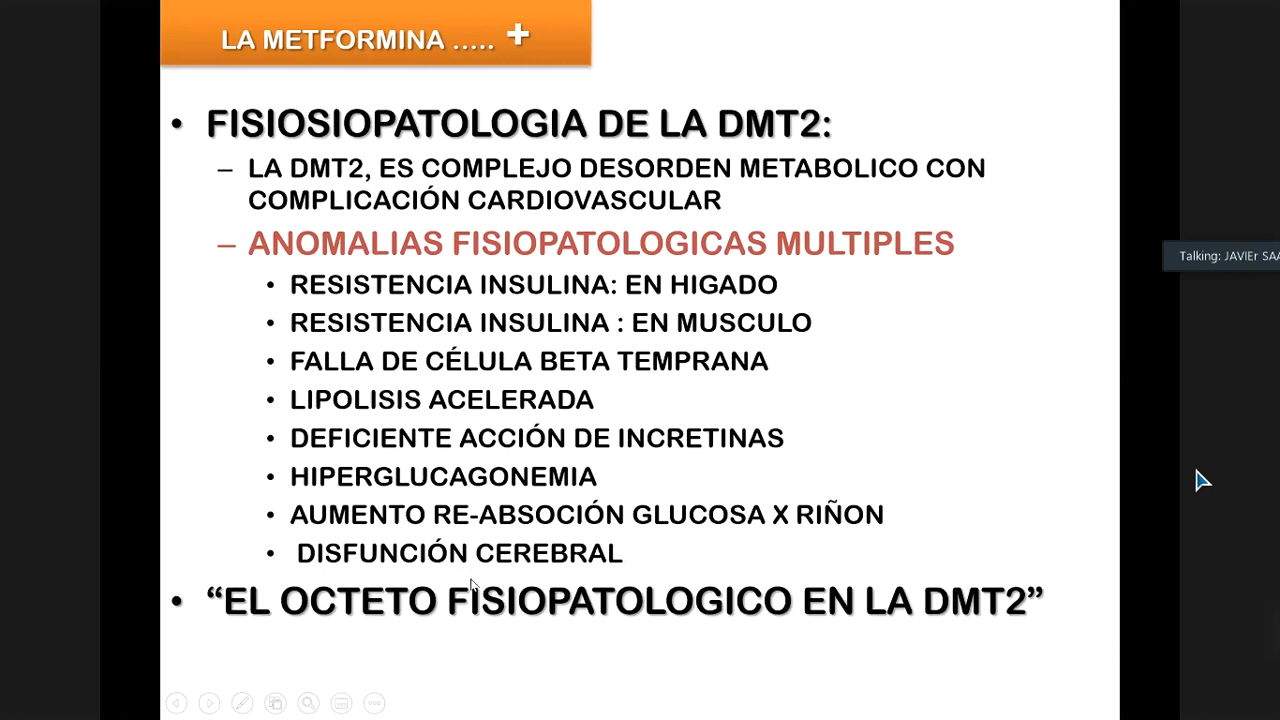 LA METFORMINA ..... +
• FISIOSIOPATOLOGIA DE LA DMT2:
– LA DMT2, ES COMPLEJO DESORDEN METABOLICO CON
COMPLICACIÓN CARDIOVASCULAR
– ANOMALIAS FISIOPATOLOGICAS MULTIPLES
• RESISTENCIA INSULINA: EN HIGADO
• RESISTENCIA INSULINA : EN MUSCULO
• FALLA DE CÉLULA BETA TEMPRANA
• LIPOLISIS ACELERADA
• DEFICIENTE ACCIÓN DE INCRETINAS
• HIPERGLUCAGONEMIA
• AUMENTO RE-ABSOCIÓN GLUCOSA X RIÑON
• DISFUNCIÓN CEREBRAL
• “EL OCTETO FISIOPATOLOGICO EN LA DMT2”
Talking: JAVIEr SAA